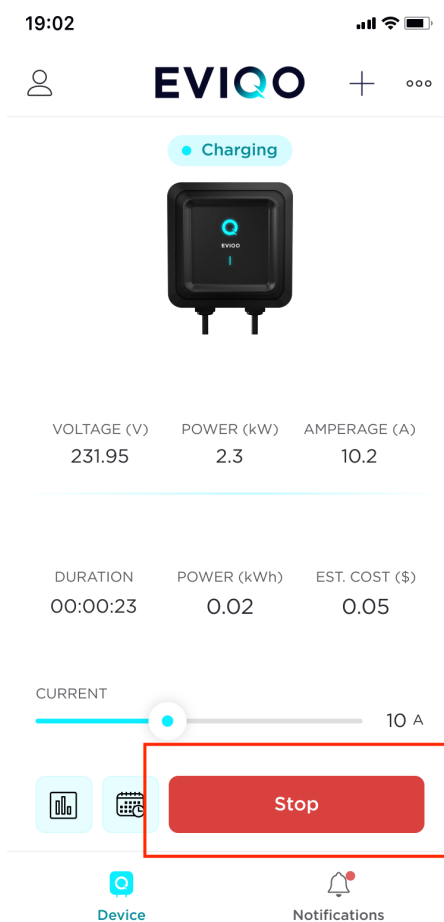 19:02
EVIQO
Charging
EVIQO
VOLTAGE (V) POWER (kW) AMPERAGE (A)
231.95 2.3 10.2
DURATION POWER (kWh) EST. COST ($)
00:00:23 0.02 0.05
CURRENT
10 A
Stop
Device Notifications